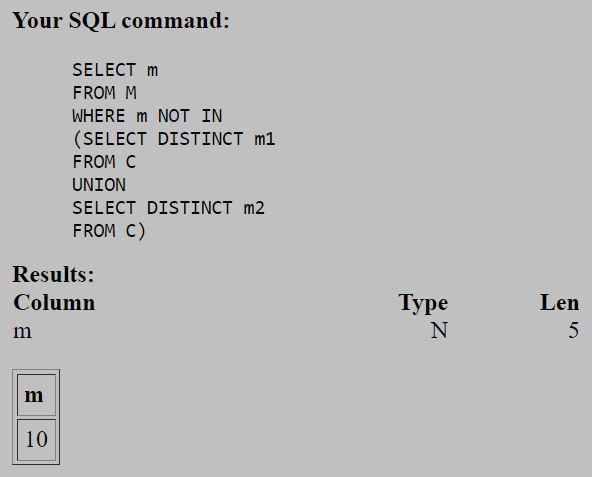 Your SQL command:
SELECT m
FROM M
WHERE m NOT IN
(SELECT DISTINCT m1
FROM C
UNION
SELECT DISTINCT m2
FROM C)
Results:
Column Type Len
m N 5
m
10